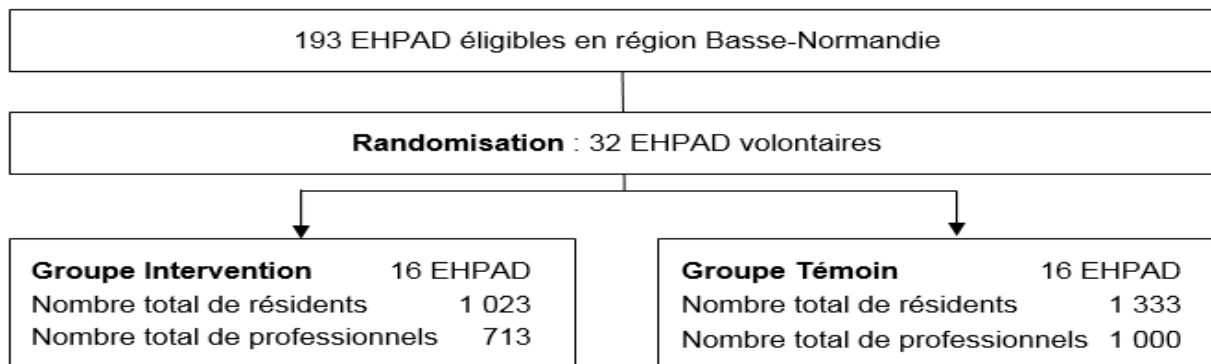 193 EHPAD éligibles en région Basse-Normandie
Randomisation : 32 EHPAD volontaires
Groupe Intervention 16 EHPAD
Nombre total de résidents 1 023
Nombre total de professionnels 713
Groupe Témoin 16 EHPAD
Nombre total de résidents 1 333
Nombre total de professionnels 1 000